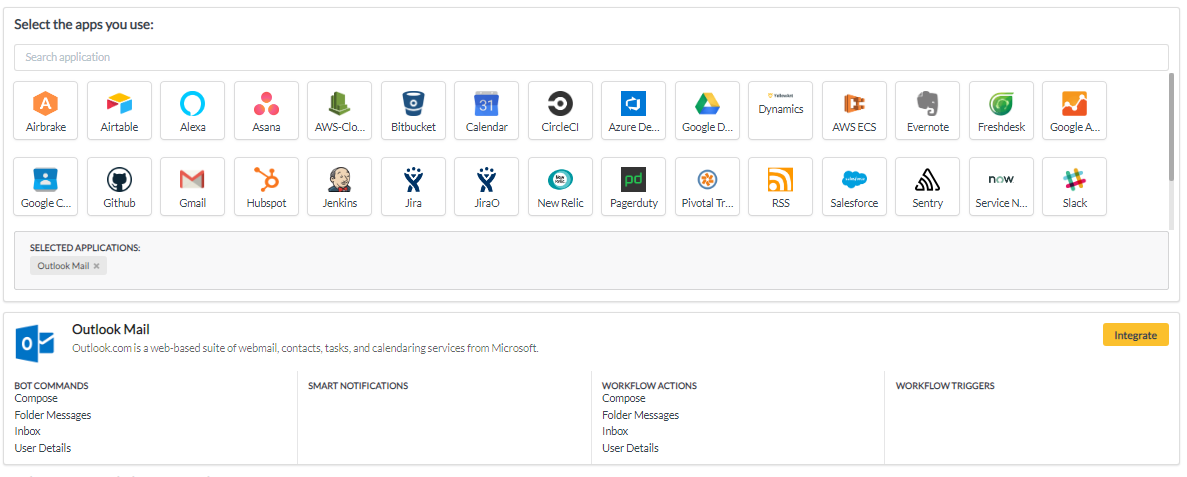 Select the apps you use:
Search application
Airbrake Airtable Alexa Asana AWS-Clo... Bitbucket Calendar CircleCI Azure De... Google D... Dynamics AWS ECS Evernote Freshdesk Google A...
31
Google C... Github Gmail Hubspot Jenkins Jira JiraO New Relic Pagerduty Pivotal Tr... RSS Salesforce Sentry Service N... Slack
pd
now
SELECTED APPLICATIONS:
Outlook Mail ×
Outlook Mail
Integrate
Outlook.com is a web-based suite of webmail, contacts, tasks, and calendaring services from Microsoft.
BOT COMMANDS
Compose
Folder Messages
Inbox
User Details
SMART NOTIFICATIONS
WORKFLOW ACTIONS
Compose
Folder Messages
Inbox
User Details
WORKFLOW TRIGGERS